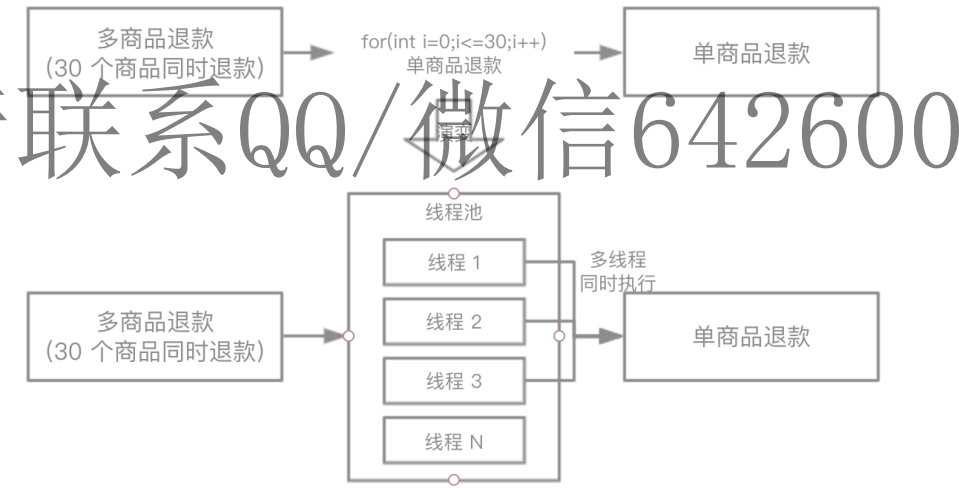 多商品退款
(30 个商品同时退款)
for(int i=0;i<=30;i++)
单商品退款
单商品退款
联系QQ/微信642600
演变
线程池
线程 1
多线程
同时执行
线程 2
多商品退款
(30 个商品同时退款)
单商品退款
线程 3
线程 N